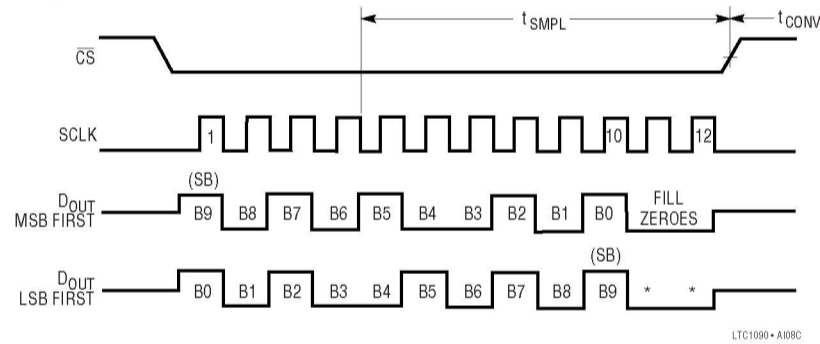 tSMPL tCONV
CS
SCLK 1 10 12
(SB)
DOUT
MSB FIRST
B9 B8 B7 B6 B5 B4 B3 B2 B1 B0
FILL
ZEROES
(SB)
DOUT
LSB FIRST
B0 B1 B2 B3 B4 B5 B6 B7 B8 B9 * *
LTC1090 • AI08C